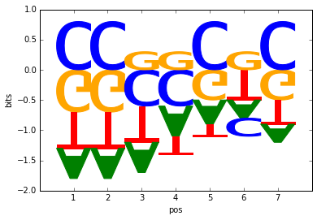 1.0
0.5
0.0
−0.5
−1.0
−1.5
−2.0
bits
C C G G C G C
G G C C G T G
T T T A A A T
A A A T T C A
1 2 3 4 5 6 7
pos